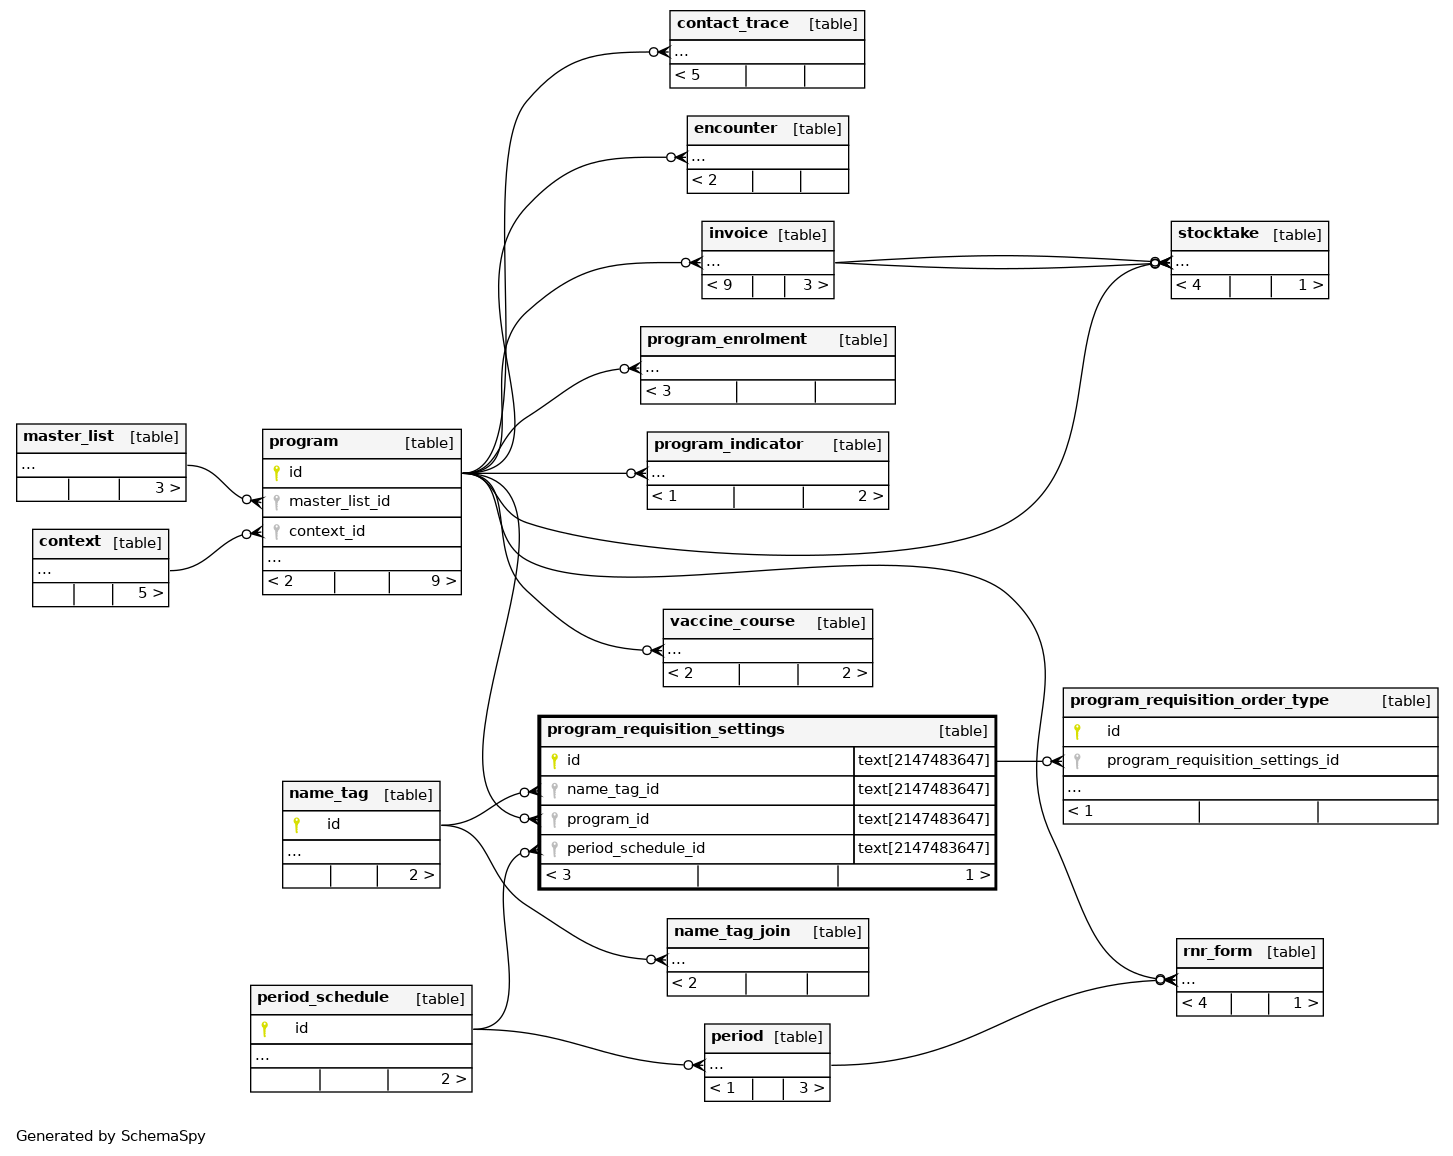 contact_trace [table]
...
< 5
encounter [table]
...
< 2
invoice [table]
...
< 9 3 >
stocktake [table]
...
< 4 1 >
program_enrolment [table]
...
< 3
program_indicator [table]
...
< 1 2 >
master_list [table]
...
3 >
context [table]
...
5 >
program [table]
id
master_list_id
context_id
...
< 2 9 >
vaccine_course [table]
...
< 2 2 >
program_requisition_settings [table]
id text[2147483647]
name_tag_id text[2147483647]
program_id text[2147483647]
period_schedule_id text[2147483647]
< 3 1 >
program_requisition_order_type [table]
id
program_requisition_settings_id
...
< 1
name_tag [table]
id
...
2 >
name_tag_join [table]
...
< 2
rnr_form [table]
...
< 4 1 >
period_schedule [table]
id
...
2 >
period [table]
...
< 1 3 >
Generated by SchemaSpy